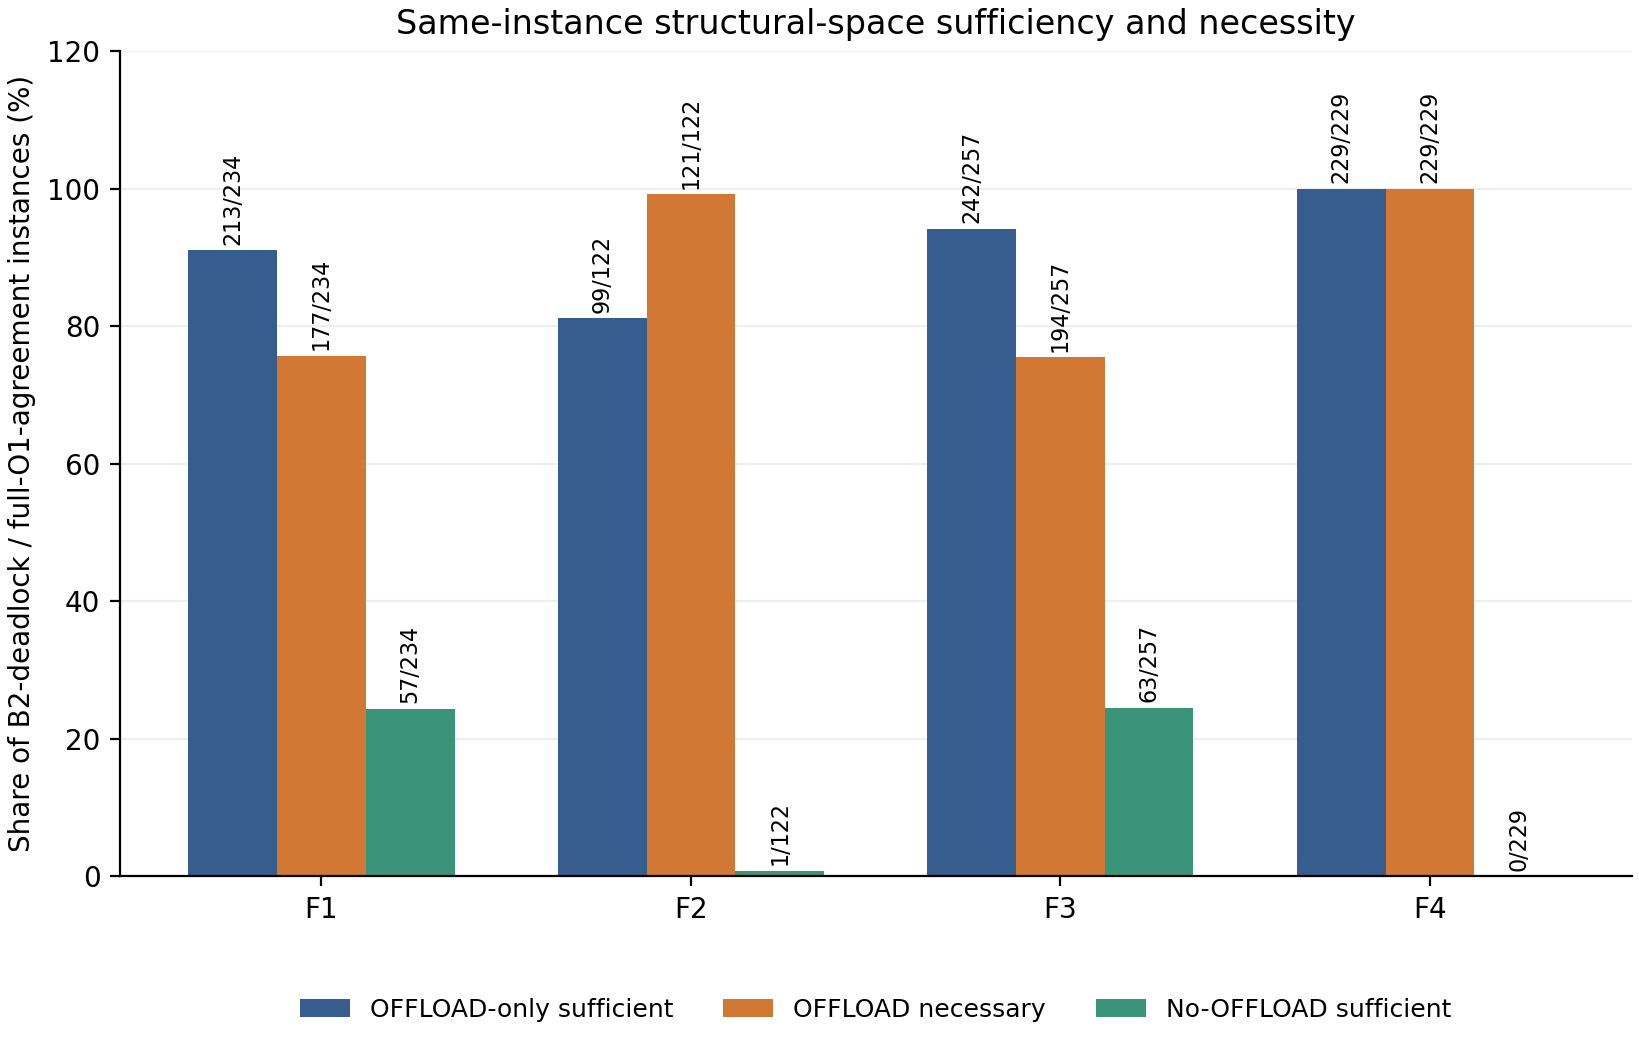 Same-instance structural-space sufficiency and necessity
Share of B2-deadlock / full-O1-agreement instances (%)
120
100
80
60
40
20
0
213/234
177/234
57/234
99/122
121/122
1/122
242/257
194/257
63/257
229/229
229/229
0/229
F1
F2
F3
F4
OFFLOAD-only sufficient
OFFLOAD necessary
No-OFFLOAD sufficient